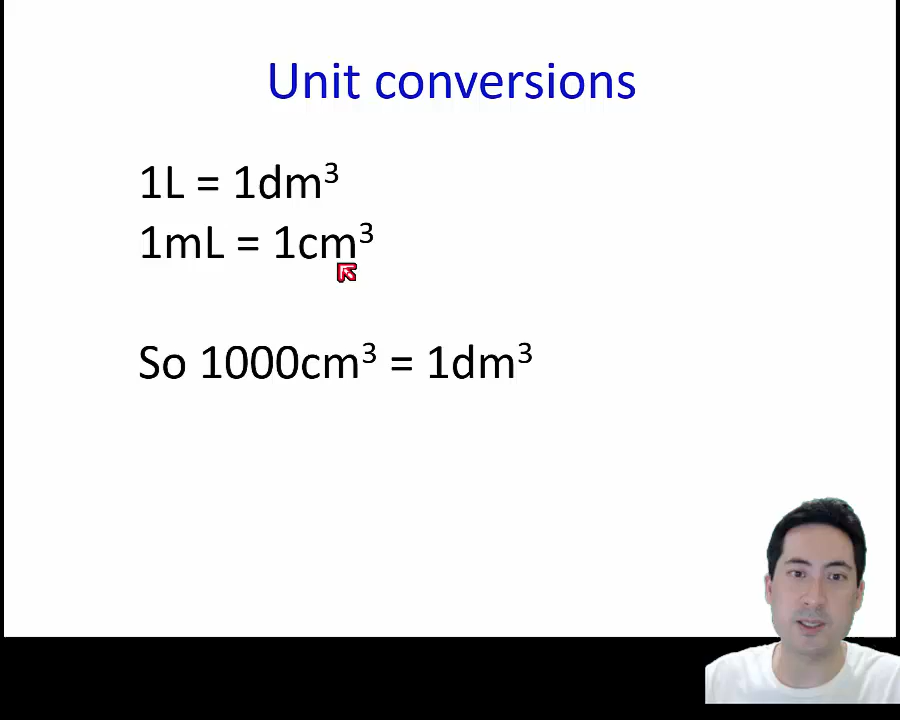 Unit conversions
1L = 1dm³
1mL = 1cm³
So 1000cm³ = 1dm³